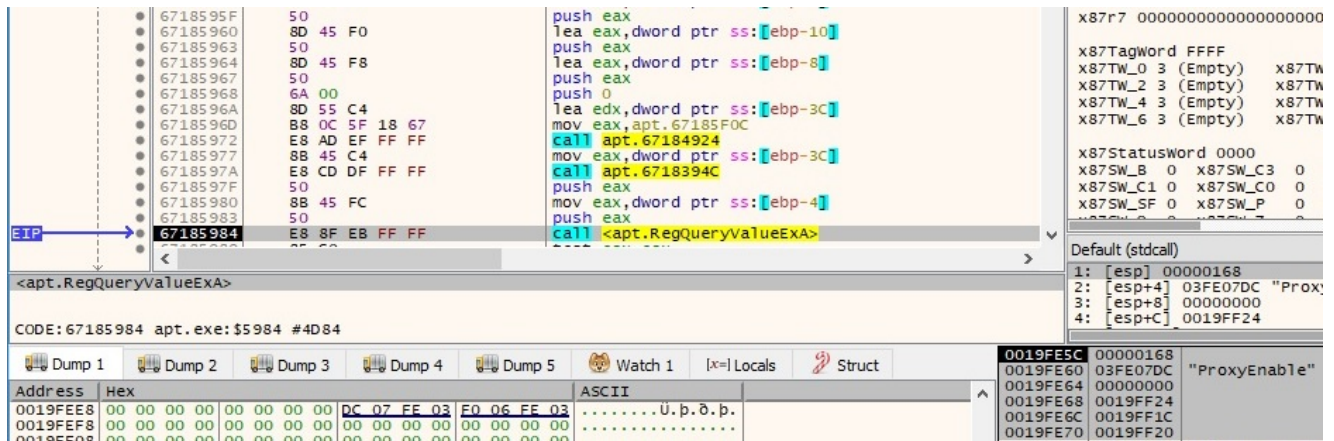 6718595F 50 push eax
67185960 8D 45 F0 lea eax,dword ptr ss:[ebp-10]
67185963 50 push eax
67185964 8D 45 F8 lea eax,dword ptr ss:[ebp-8]
67185967 50 push eax
67185968 6A 00 push 0
6718596A 8D 55 C4 lea edx,dword ptr ss:[ebp-3C]
6718596D B8 0C 5F 18 67 mov eax,apt.67185F0C
67185972 E8 AD EF FF FF call apt.67184924
67185977 8B 45 C4 mov eax,dword ptr ss:[ebp-3C]
6718597A E8 CD DF FF FF call apt.6718394C
6718597F 50 push eax
67185980 8B 45 FC mov eax,dword ptr ss:[ebp-4]
67185983 50 push eax
EIP 67185984 E8 8F EB FF FF call <apt.RegQueryValueExA>
x87r7 00000000000000000000
x87TagWord FFFF
x87TW_0 3 (Empty) x87TW
x87TW_2 3 (Empty) x87TW
x87TW_4 3 (Empty) x87TW
x87TW_6 3 (Empty) x87TW
x87StatusWord 0000
x87SW_B 0 x87SW_C3 0
x87SW_C1 0 x87SW_C0 0
x87SW_SF 0 x87SW_P 0
Default (stdcall)
1: [esp] 00000168
2: [esp+4] 03FE07DC "Proxy
3: [esp+8] 00000000
4: [esp+C] 0019FF24
<apt.RegQueryValueExA>
CODE:67185984 apt.exe:$5984 #4D84
Dump 1 Dump 2 Dump 3 Dump 4 Dump 5 Watch 1 [x=] Locals Struct
Address Hex ASCII
0019FEE8 00 00 00 00 00 00 00 00 DC 07 FE 03 F0 06 FE 03 ........Ü.þ.ð.þ.
0019FEF8 00 00 00 00 00 00 00 00 00 00 00 00 00 00 00 00 ................
0019FE5C 00000168
0019FE60 03FE07DC "ProxyEnable"
0019FE64 00000000
0019FE68 0019FF24
0019FE6C 0019FF1C
0019FE70 0019FF20